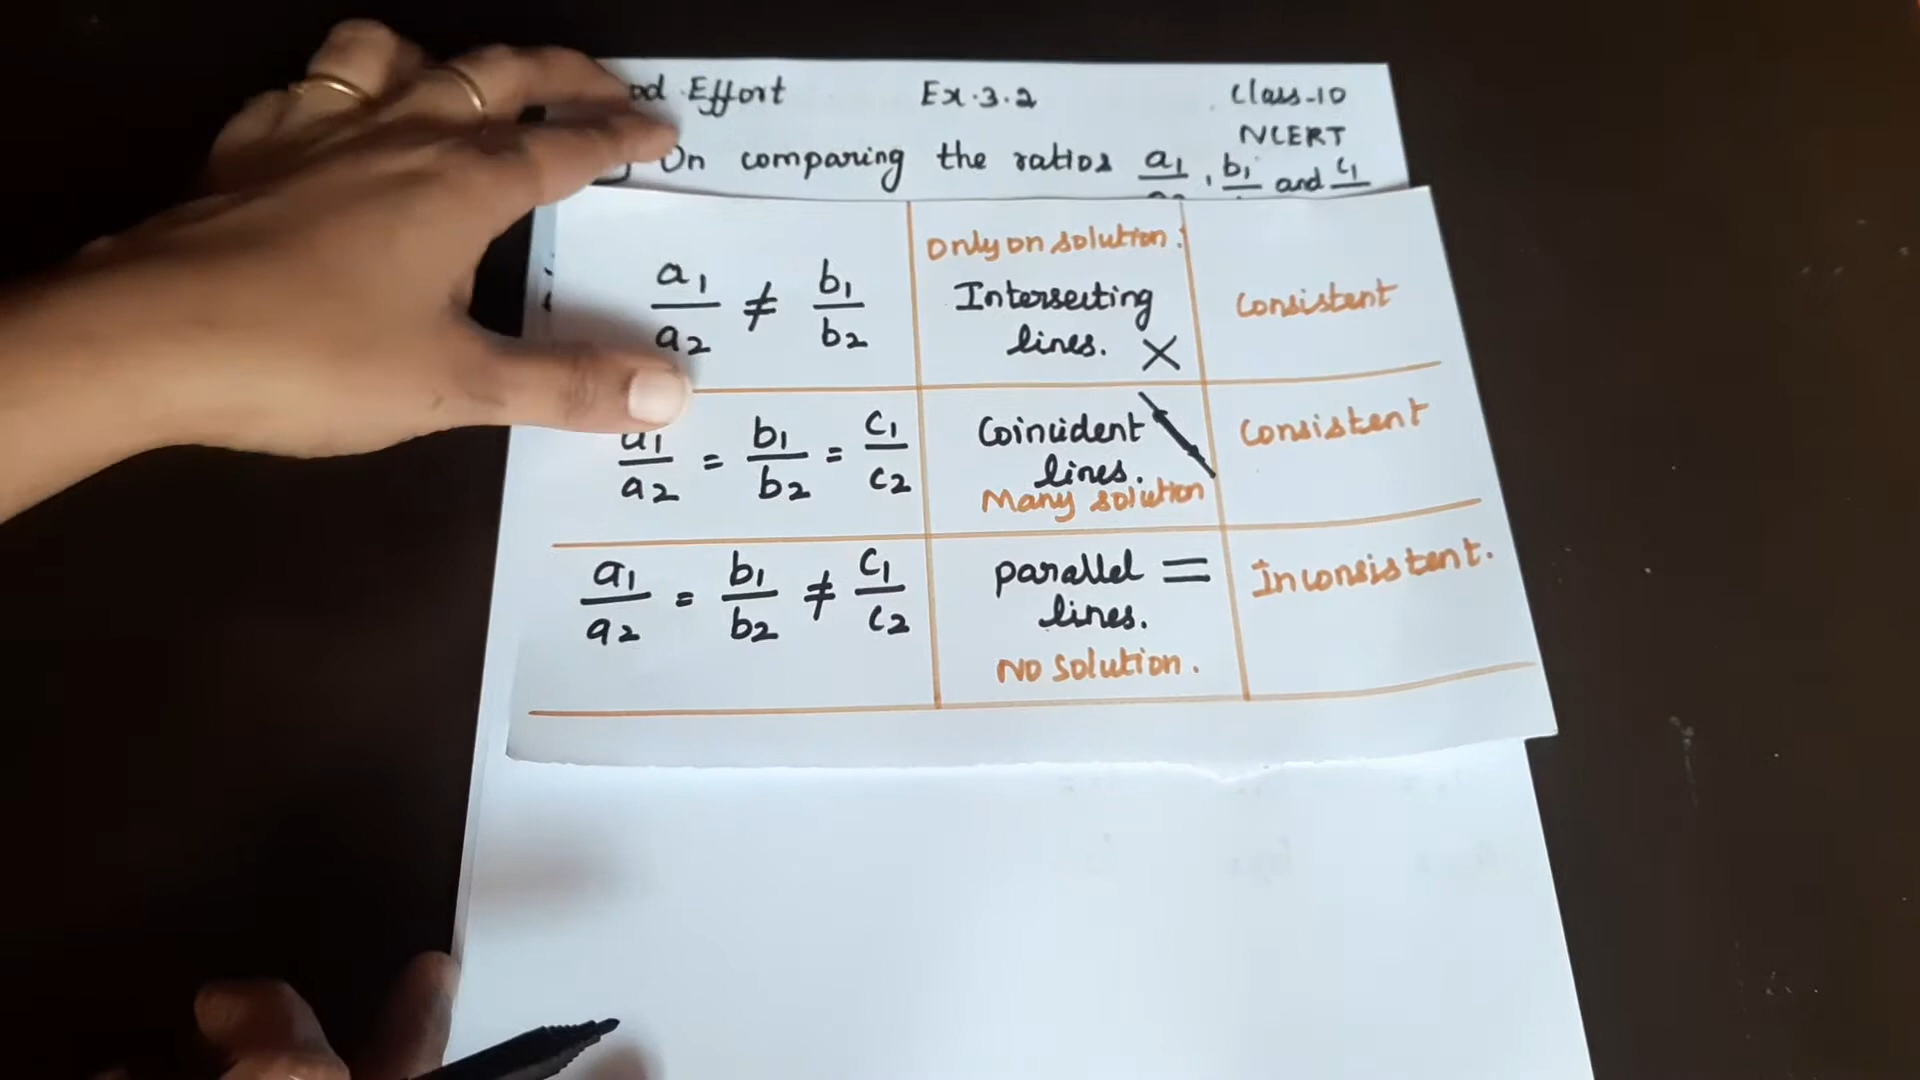 Effort Ex.3.2 Class-10
NCERT
On comparing the ratios a1, b1 and c1
a1/a2 ≠ b1/b2
Only on solution.
Intersecting
lines.
Consistent
a1/a2 = b1/b2 = c1/c2
Coincident
lines.
Many solution
Consistent
a1/a2 = b1/b2 ≠ c1/c2
parallel
lines.
No solution.
Inconsistent.